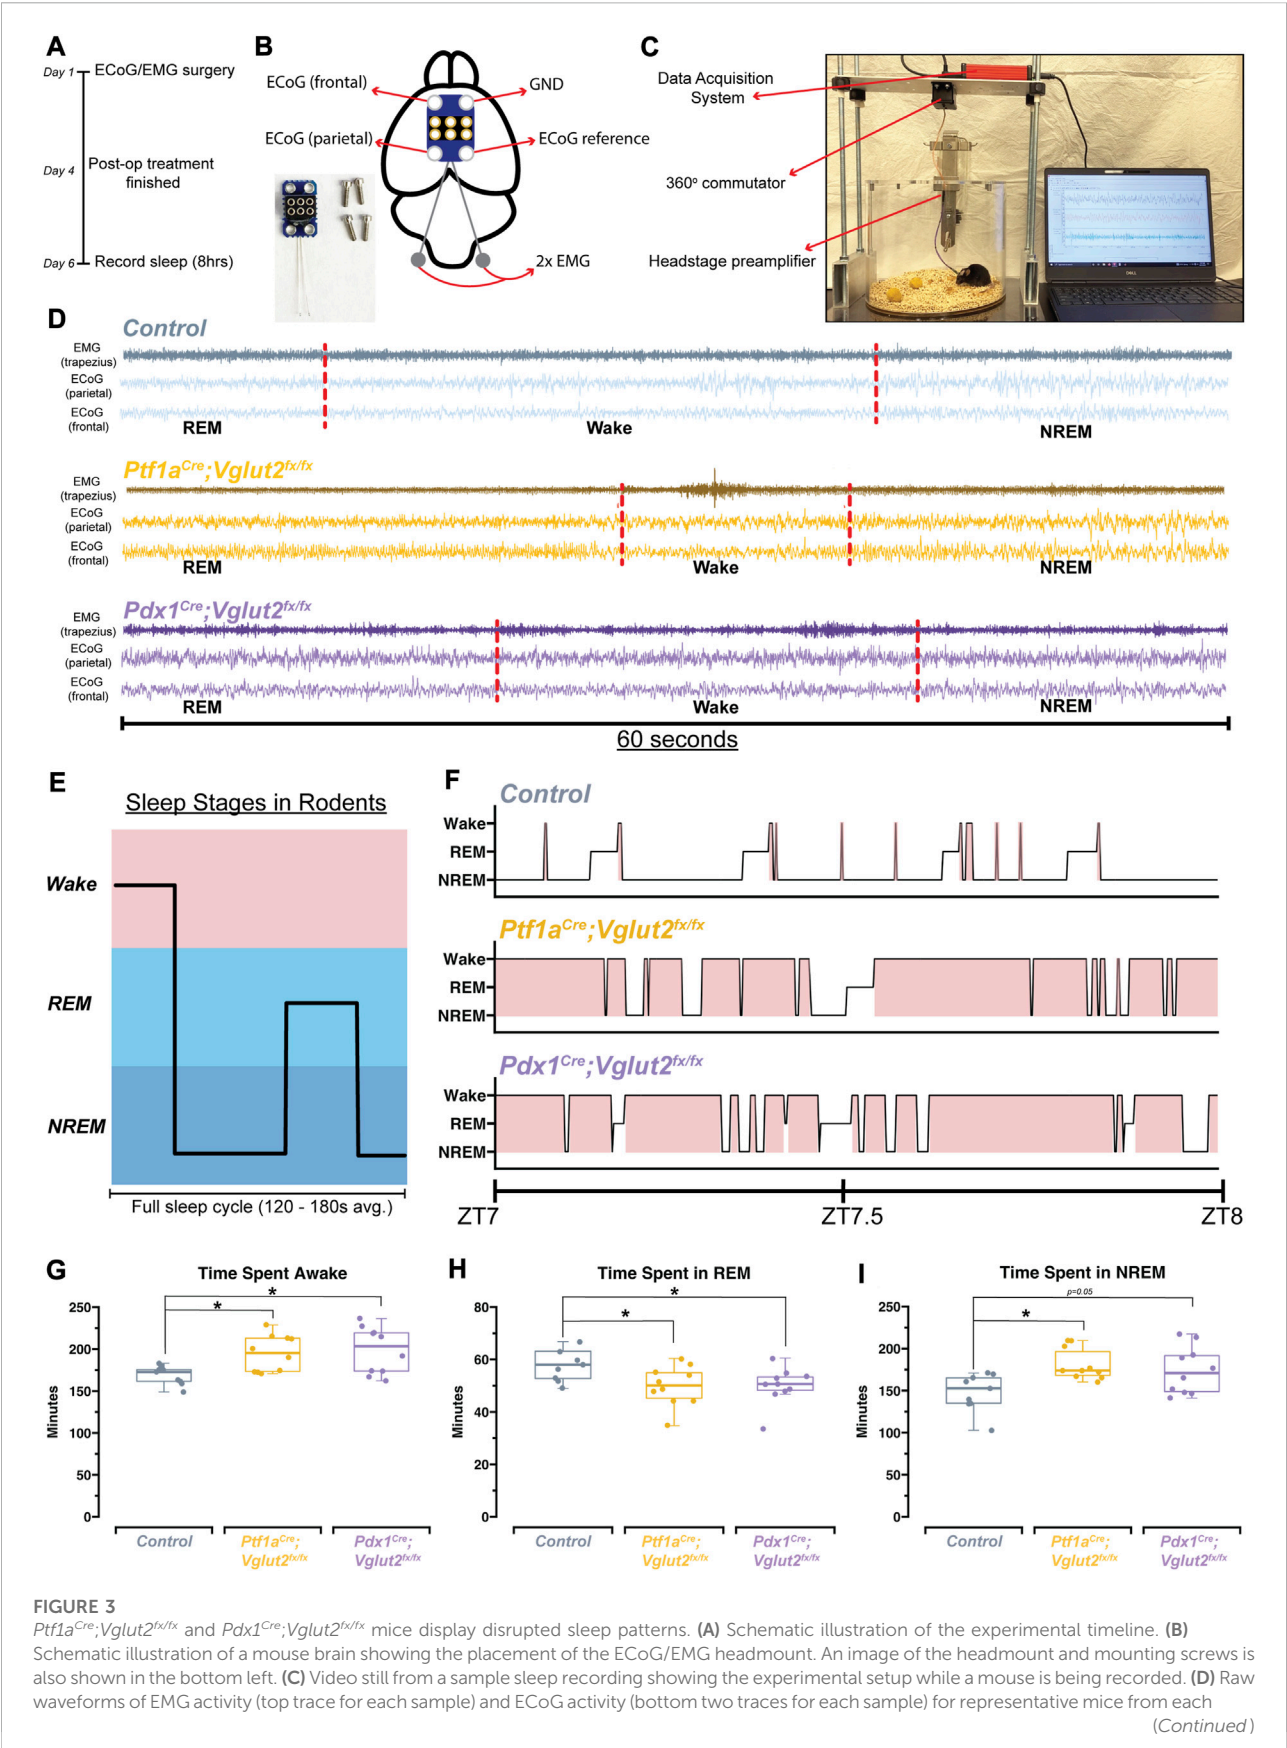 A
Day 1 ECoG/EMG surgery
Day 4 Post-op treatment
finished
Day 6 Record sleep (8hrs)
B
ECoG (frontal)
GND
ECoG (parietal)
ECoG reference
2x EMG
C
Data Acquisition
System
360º commutator
Headstage preamplifier
DELL
D
Control
EMG
(trapezius)
ECoG
(parietal)
ECoG
(frontal)
REM Wake NREM
Ptf1aCre;Vglut2fx/fx
EMG
(trapezius)
ECoG
(parietal)
ECoG
(frontal)
REM Wake NREM
Pdx1Cre;Vglut2fx/fx
EMG
(trapezius)
ECoG
(parietal)
ECoG
(frontal)
REM Wake NREM
60 seconds
E
Sleep Stages in Rodents
Wake
REM
NREM
Full sleep cycle (120 - 180s avg.)
F
Control
Wake
REM
NREM
Ptf1aCre;Vglut2fx/fx
Wake
REM
NREM
Pdx1Cre;Vglut2fx/fx
Wake
REM
NREM
ZT7 ZT7.5 ZT8
G
Time Spent Awake
* *
Minutes
250
200
150
100
50
0
Control
Ptf1aCre;
Vglut2fx/fx
Pdx1Cre;
Vglut2fx/fx
H
Time Spent in REM
* *
Minutes
80
60
40
20
0
Control
Ptf1aCre;
Vglut2fx/fx
Pdx1Cre;
Vglut2fx/fx
I
Time Spent in NREM
p=0.05
*
Minutes
250
200
150
100
50
0
Control
Ptf1aCre;
Vglut2fx/fx
Pdx1Cre;
Vglut2fx/fx
FIGURE 3
Ptf1aCre;Vglut2fx/fx and Pdx1Cre;Vglut2fx/fx mice display disrupted sleep patterns. (A) Schematic illustration of the experimental timeline. (B)
Schematic illustration of a mouse brain showing the placement of the ECoG/EMG headmount. An image of the headmount and mounting screws is
also shown in the bottom left. (C) Video still from a sample sleep recording showing the experimental setup while a mouse is being recorded. (D) Raw
waveforms of EMG activity (top trace for each sample) and ECoG activity (bottom two traces for each sample) for representative mice from each
(Continued)